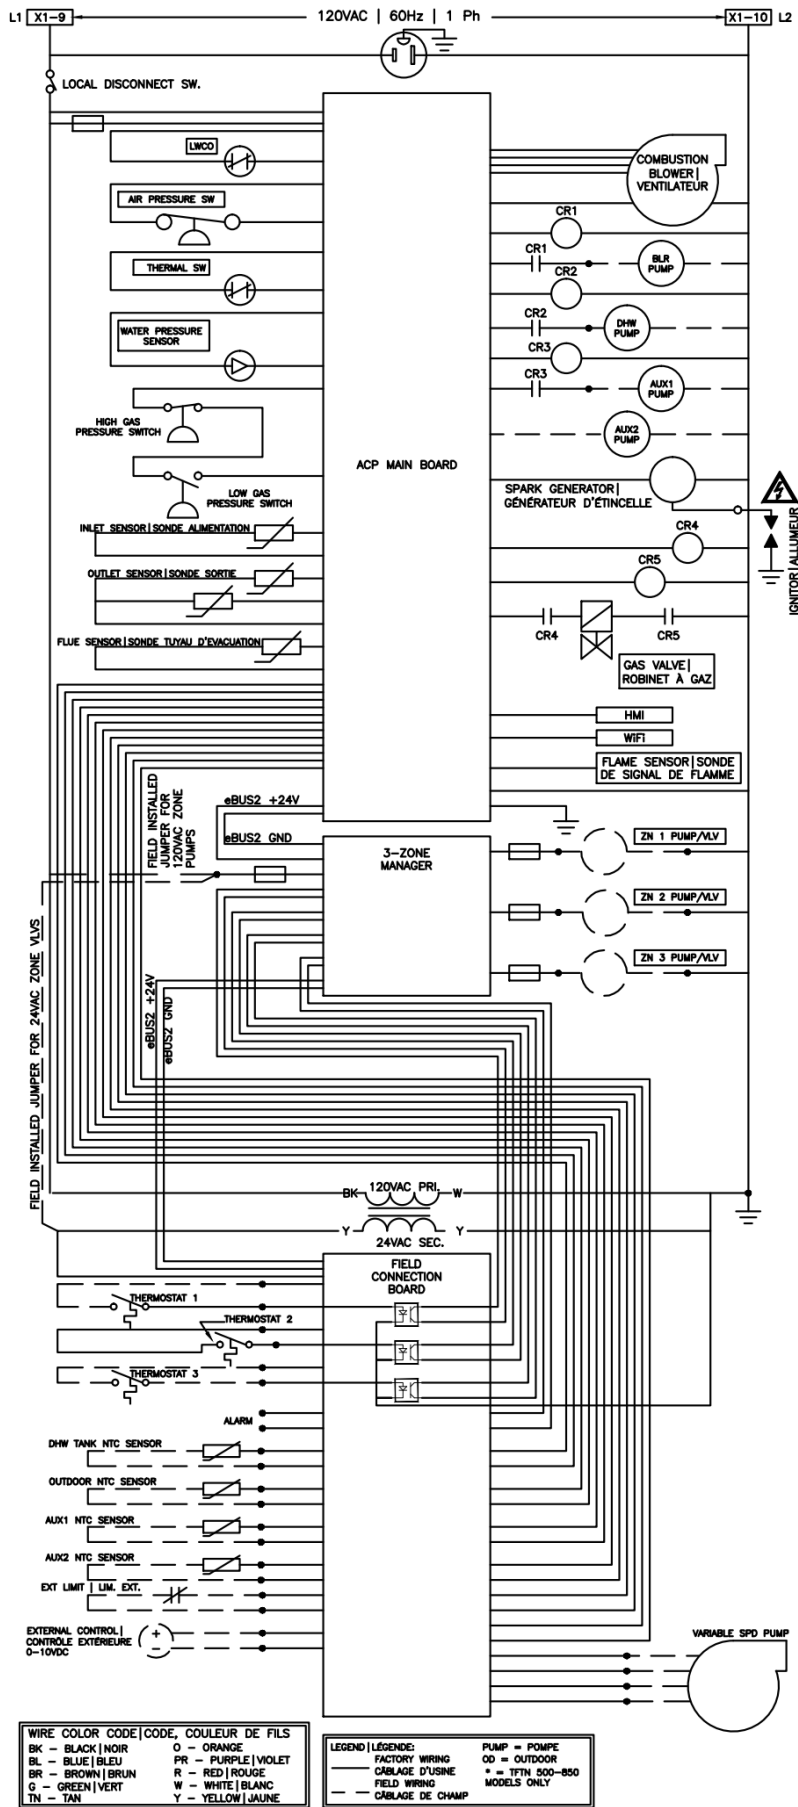 L1 X1-9 120VAC | 60Hz | 1 Ph X1-10 L2
LOCAL DISCONNECT SW.
LWCO
AIR PRESSURE SW
THERMAL SW
WATER PRESSURE
SENSOR
HIGH GAS
PRESSURE SWITCH
LOW GAS
PRESSURE SWITCH
INLET SENSOR|SONDE ALIMENTATION
OUTLET SENSOR|SONDE SORTIE
FLUE SENSOR|SONDE TUYAU D'EVACUATION
ACP MAIN BOARD
COMBUSTION
BLOWER|
VENTILATEUR
CR1
CR1
BLR
PUMP
CR2
CR2
DHW
PUMP
CR3
CR3
AUX1
PUMP
AUX2
PUMP
SPARK GENERATOR|
GÉNÉRATEUR D'ÉTINCELLE
IGNITOR|ALLUMEUR
CR4
CR5
CR4
CR5
GAS VALVE|
ROBINET À GAZ
HMI
WiFi
FLAME SENSOR|SONDE
DE SIGNAL DE FLAMME
FIELD INSTALLED
JUMPER FOR
120VAC ZONE
PUMPS
eBUS2 +24V
eBUS2 GND
3-ZONE
MANAGER
ZN 1 PUMP/VLV
ZN 2 PUMP/VLV
ZN 3 PUMP/VLV
FIELD INSTALLED JUMPER FOR 24VAC ZONE VLVS
eBUS2 +24V
eBUS2 GND
BK 120VAC PRI. W
Y Y
24VAC SEC.
FIELD
CONNECTION
BOARD
THERMOSTAT 1
THERMOSTAT 2
THERMOSTAT 3
ALARM
DHW TANK NTC SENSOR
OUTDOOR NTC SENSOR
AUX1 NTC SENSOR
AUX2 NTC SENSOR
EXT LIMIT | LIM. EXT.
EXTERNAL CONTROL|
CONTRÔLE EXTÉRIEURE
0-10VDC
+
−
VARIABLE SPD PUMP
WIRE COLOR CODE|CODE, COULEUR DE FILS
BK - BLACK|NOIR
BL - BLUE|BLEU
BR - BROWN|BRUN
G - GREEN|VERT
TN - TAN
O - ORANGE
PR - PURPLE|VIOLET
R - RED|ROUGE
W - WHITE|BLANC
Y - YELLOW|JAUNE
LEGEND|LÉGENDE:
FACTORY WIRING
CÂBLAGE D'USINE
FIELD WIRING
CÂBLAGE DE CHAMP
PUMP = POMPE
OD = OUTDOOR
* = TFTN 500-850
MODELS ONLY